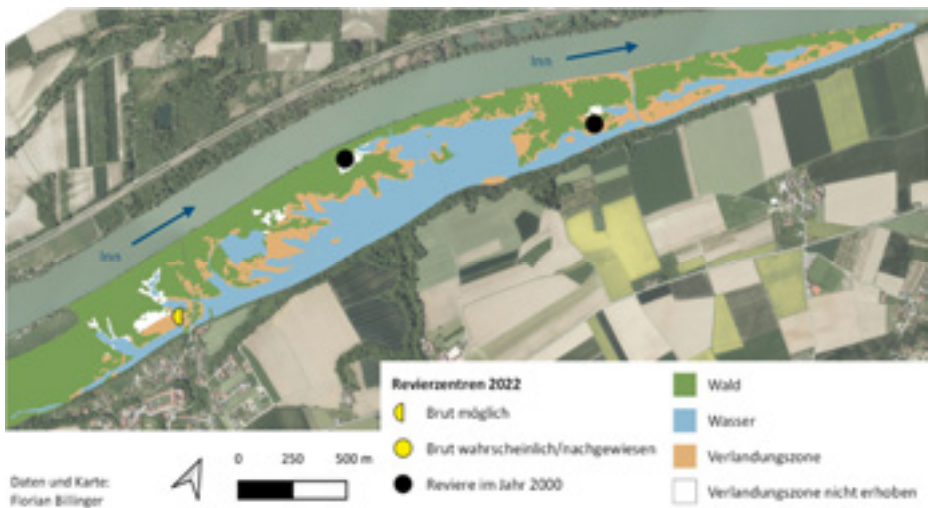 Inn
Inn
Revierzentren 2022
Brut möglich
Brut wahrscheinlich/nachgewiesen
Reviere im Jahr 2000
Wald
Wasser
Verlandungszone
Verlandungszone nicht erhoben
0 250 500 m
Daten und Karte:
Florian Billinger